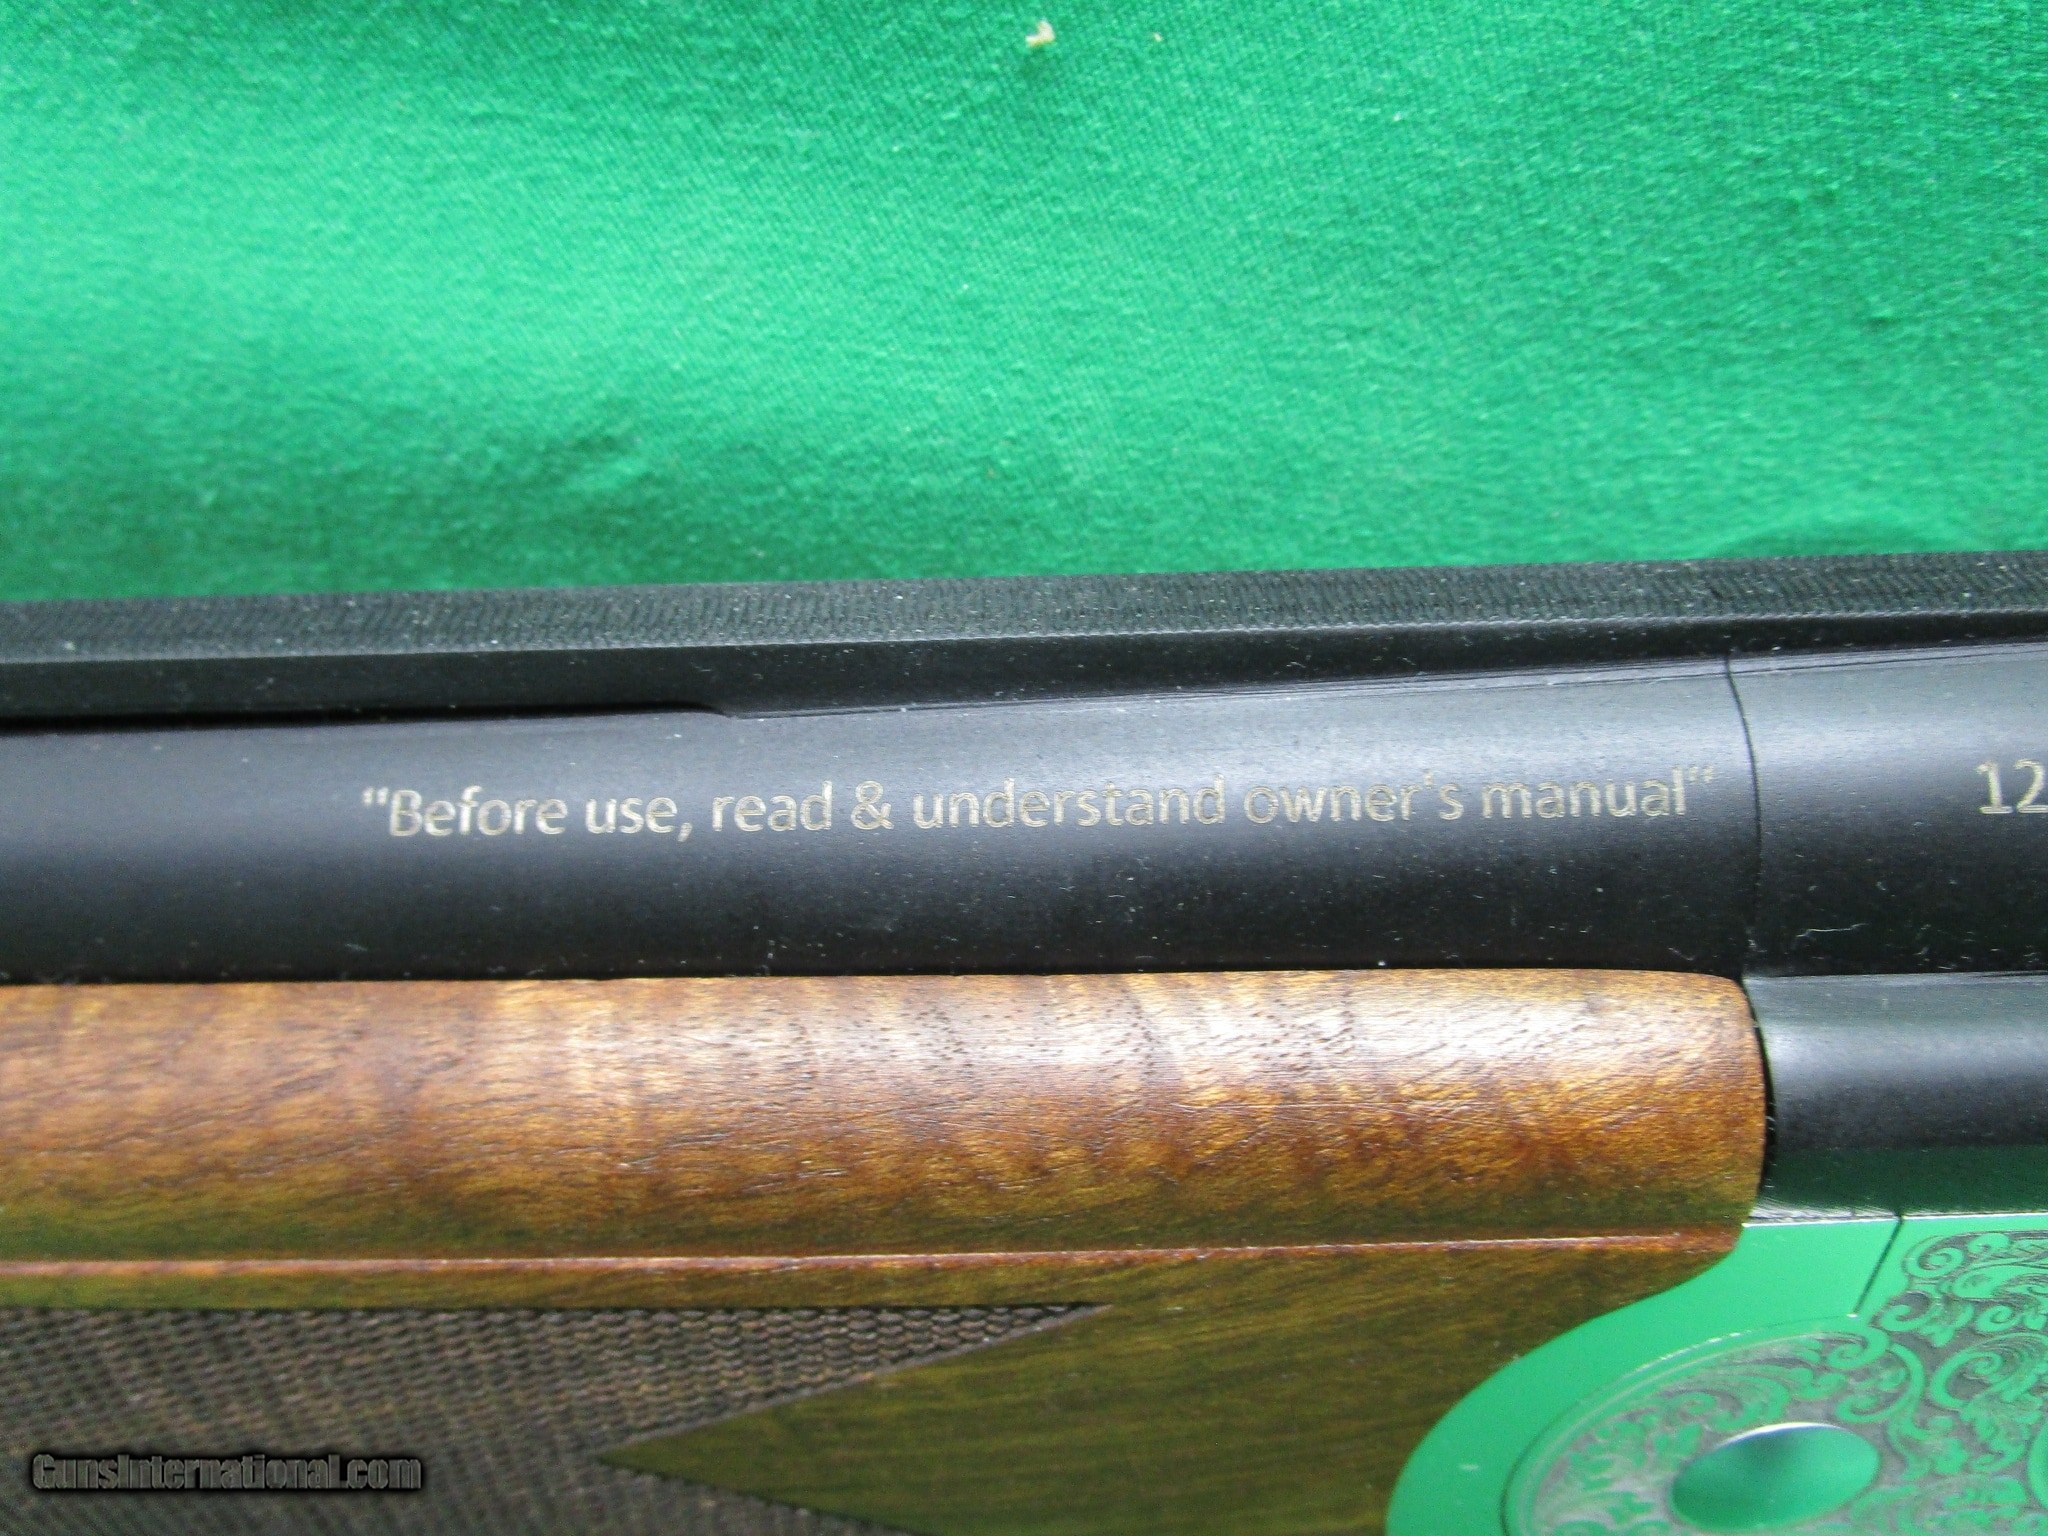 "Before use, read & understand owner's manual" 12
GunsInternational.com